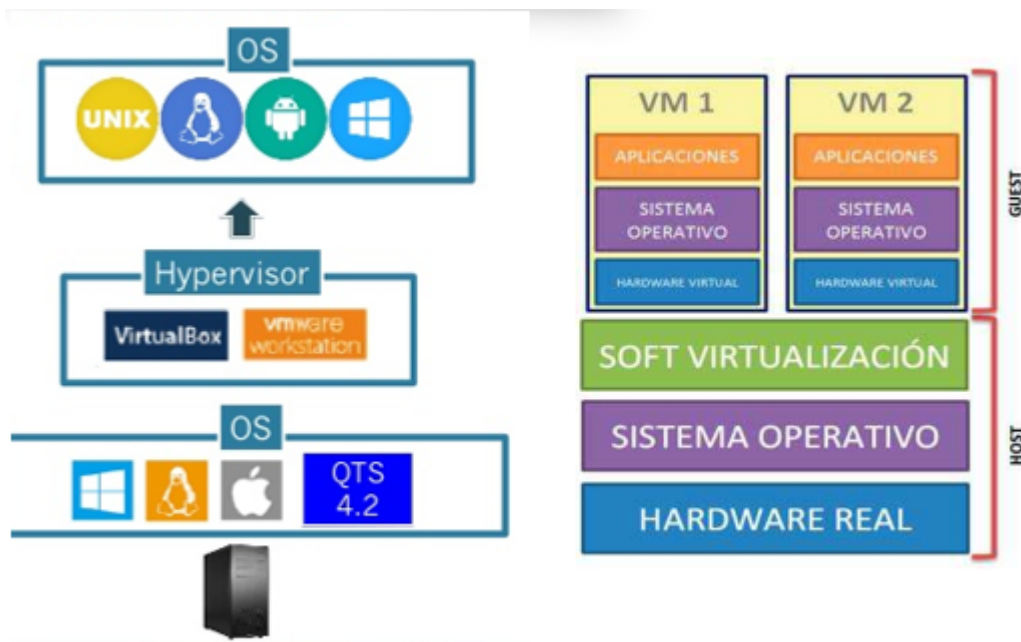 OS
UNIX
Hypervisor
VirtualBox
vmware
workstation
OS
QTS
4.2
VM 1
APLICACIONES
SISTEMA
OPERATIVO
HARDWARE VIRTUAL
VM 2
APLICACIONES
SISTEMA
OPERATIVO
HARDWARE VIRTUAL
GUEST
SOFT VIRTUALIZACIÓN
SISTEMA OPERATIVO
HARDWARE REAL
HOST